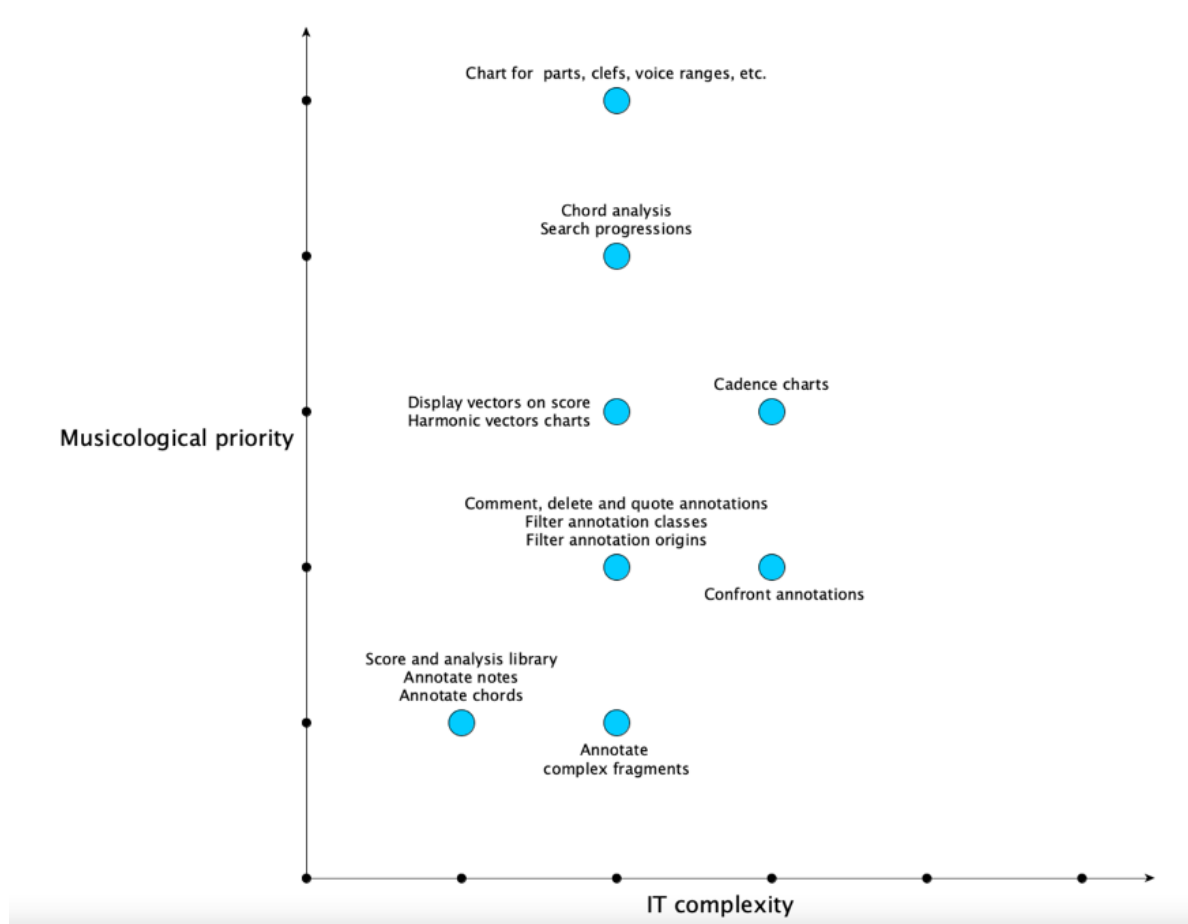 Chart for  parts, clefs, voice ranges, etc.
Chord analysis
Search progressions
Cadence charts
Display vectors on score
Harmonic vectors charts
Musicological priority
Comment, delete and quote annotations
Filter annotation classes
Filter annotation origins
Confront annotations
Score and analysis library
Annotate notes
Annotate chords
Annotate
complex fragments
IT complexity